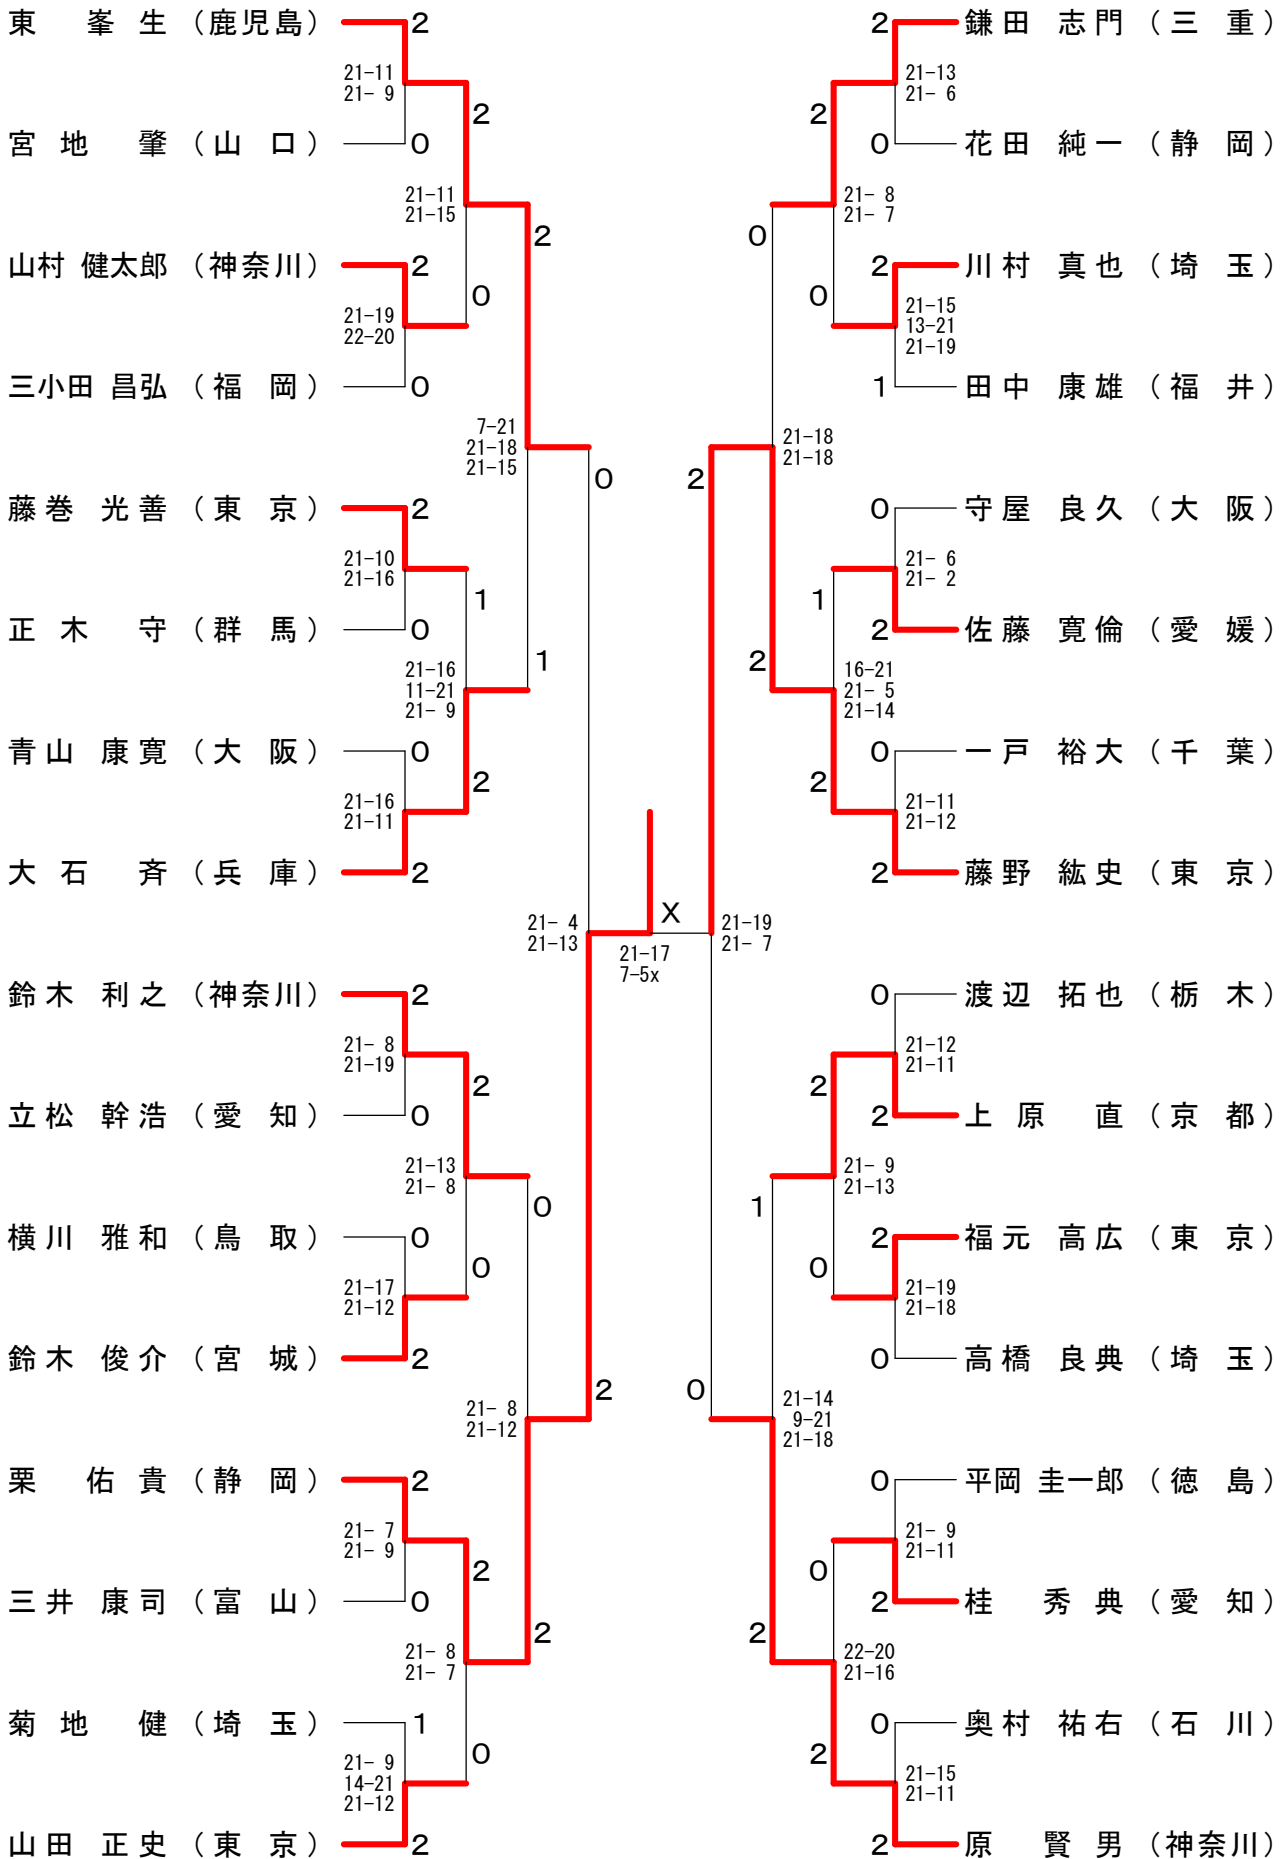 東 峯 生 （鹿児島） 2
21-11
21- 9
2
宮 地 肇 （山 口） 0
21-11
21-15
2
山村 健太郎 （神奈川） 2
21-19
22-20
0
三小田 昌弘 （福 岡） 0
7-21
21-18
21-15
0
藤 巻 光 善 （東 京） 2
21-10
21-16
1
正 木 守 （群 馬） 0
21-16
11-21
21- 9
1
青 山 康 寛 （大 阪） 0
21-16
21-11
2
大 石 斉 （兵 庫） 2
21- 4
21-13
鈴 木 利 之 （神奈川） 2
21- 8
21-19
2
立 松 幹 浩 （愛 知） 0
21-13
21- 8
0
横 川 雅 和 （鳥 取） 0
21-17
21-12
0
鈴 木 俊 介 （宮 城） 2
21- 8
21-12
2
栗 佑 貴 （静 岡） 2
21- 7
21- 9
2
三 井 康 司 （富 山） 0
21- 8
21- 7
2
菊 地 健 （埼 玉） 1
21- 9
14-21
21-12
0
山 田 正 史 （東 京） 2
X
21-17
7-5x
2 鎌 田 志 門 （三 重）
21-13
21- 6
2
0 花 田 純 一 （静 岡）
21- 8
21- 7
0
2 川 村 真 也 （埼 玉）
21-15
13-21
21-19
0
1 田 中 康 雄 （福 井）
21-18
21-18
2
0 守 屋 良 久 （大 阪）
21- 6
21- 2
1
2 佐 藤 寛 倫 （愛 媛）
16-21
21- 5
21-14
2
0 一 戸 裕 大 （千 葉）
21-11
21-12
2
2 藤 野 紘 史 （東 京）
21-19
21- 7
0 渡 辺 拓 也 （栃 木）
21-12
21-11
2
2 上 原 直 （京 都）
21- 9
21-13
1
2 福 元 高 広 （東 京）
21-19
21-18
0
0 高 橋 良 典 （埼 玉）
21-14
9-21
21-18
0
0 平岡 圭一郎 （徳 島）
21- 9
21-11
0
2 桂 秀 典 （愛 知）
22-20
21-16
2
0 奥 村 祐 右 （石 川）
21-15
21-11
2
2 原 賢 男 （神奈川）